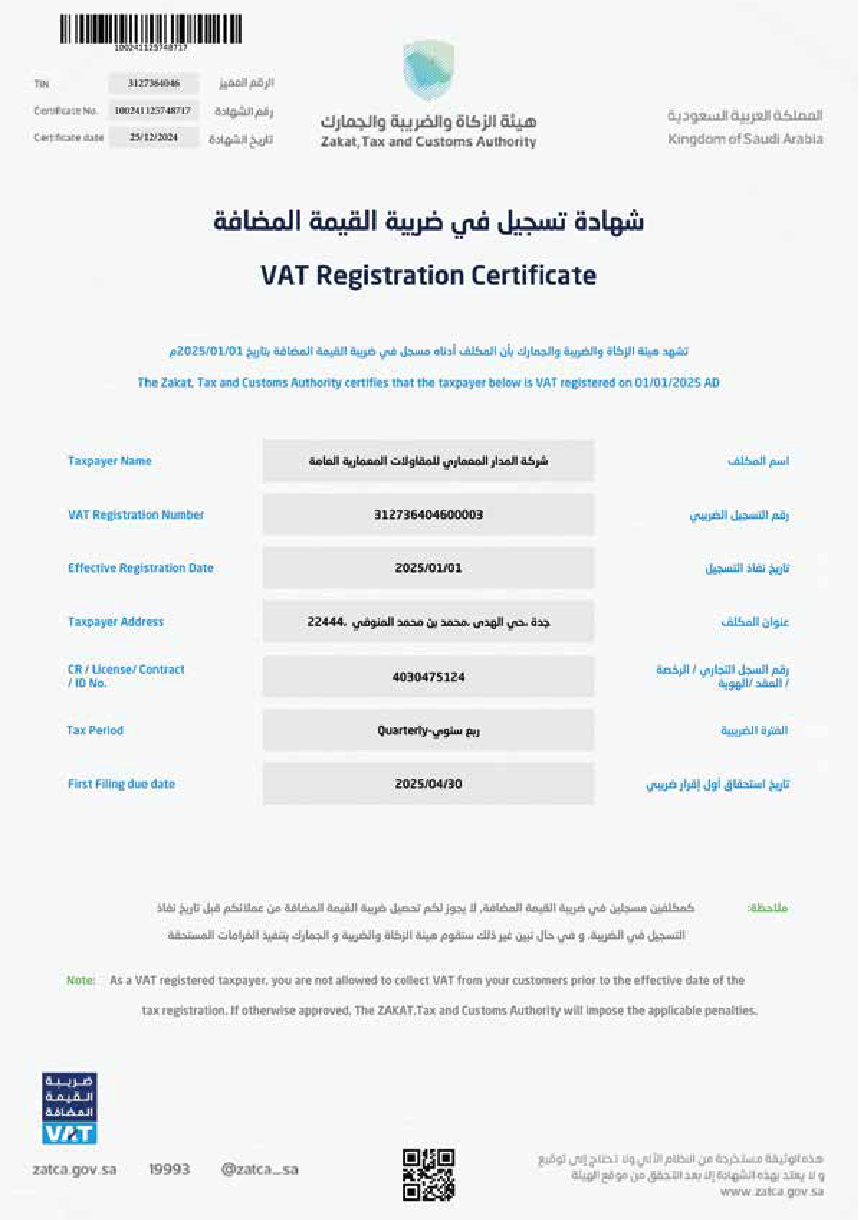 100241125748717
TIN 3127364046 الرقم المميز
Certificate No. 100241125748717 رقم الشهادة
Certificate date 25/12/2024 تاريخ الشهادة
هيئة الزكاة والضريبة والجمارك
Zakat, Tax and Customs Authority
المملكة العربية السعودية
Kingdom of Saudi Arabia
شهادة تسجيل في ضريبة القيمة المضافة
VAT Registration Certificate
تشهد هيئة الزكاة والضريبة والجمارك بأن المكلف أدناه مسجل في ضريبة القيمة المضافة بتاريخ 2025/01/01م
The Zakat, Tax and Customs Authority certifies that the taxpayer below is VAT registered on 01/01/2025 AD
Taxpayer Name شركة المدار المعماري للمقاولات المعمارية العامة اسم المكلف
VAT Registration Number 312736404600003 رقم التسجيل الضريبي
Effective Registration Date 2025/01/01 تاريخ نفاذ التسجيل
Taxpayer Address جدة ،حي الهدى ،محمد بن محمد المنوفي ،22444 عنوان المكلف
CR / License/ Contract 4030475124 رقم السجل التجاري / الرخصة
/ ID No. / العقد /الهوية
Tax Period ربع سنوي-Quarterly الفترة الضريبية
First Filing due date 2025/04/30 تاريخ استحقاق أول إقرار ضريبي
ملاحظة: كمكلفين مسجلين في ضريبة القيمة المضافة, لا يجوز لكم تحصيل ضريبة القيمة المضافة من عملائكم قبل تاريخ نفاذ
التسجيل في الضريبة. و في حال تبين غير ذلك ستقوم هيئة الزكاة والضريبة و الجمارك بتنفيذ الغرامات المستحقة
Note: As a VAT registered taxpayer, you are not allowed to collect VAT from your customers prior to the effective date of the
tax registration. If otherwise approved, The ZAKAT,Tax and Customs Authority will impose the applicable penalties.
ضريبة
القيمة
المضافة
VAT
zatca.gov.sa 19993 @zatca_sa
هذه الوثيقة مستخرجة من النظام الآلي ولا تحتاج إلى توقيع
و لا يعتد بهذه الشهادة إلا بعد التحقق من موقع الهيئة
www.zatca.gov.sa